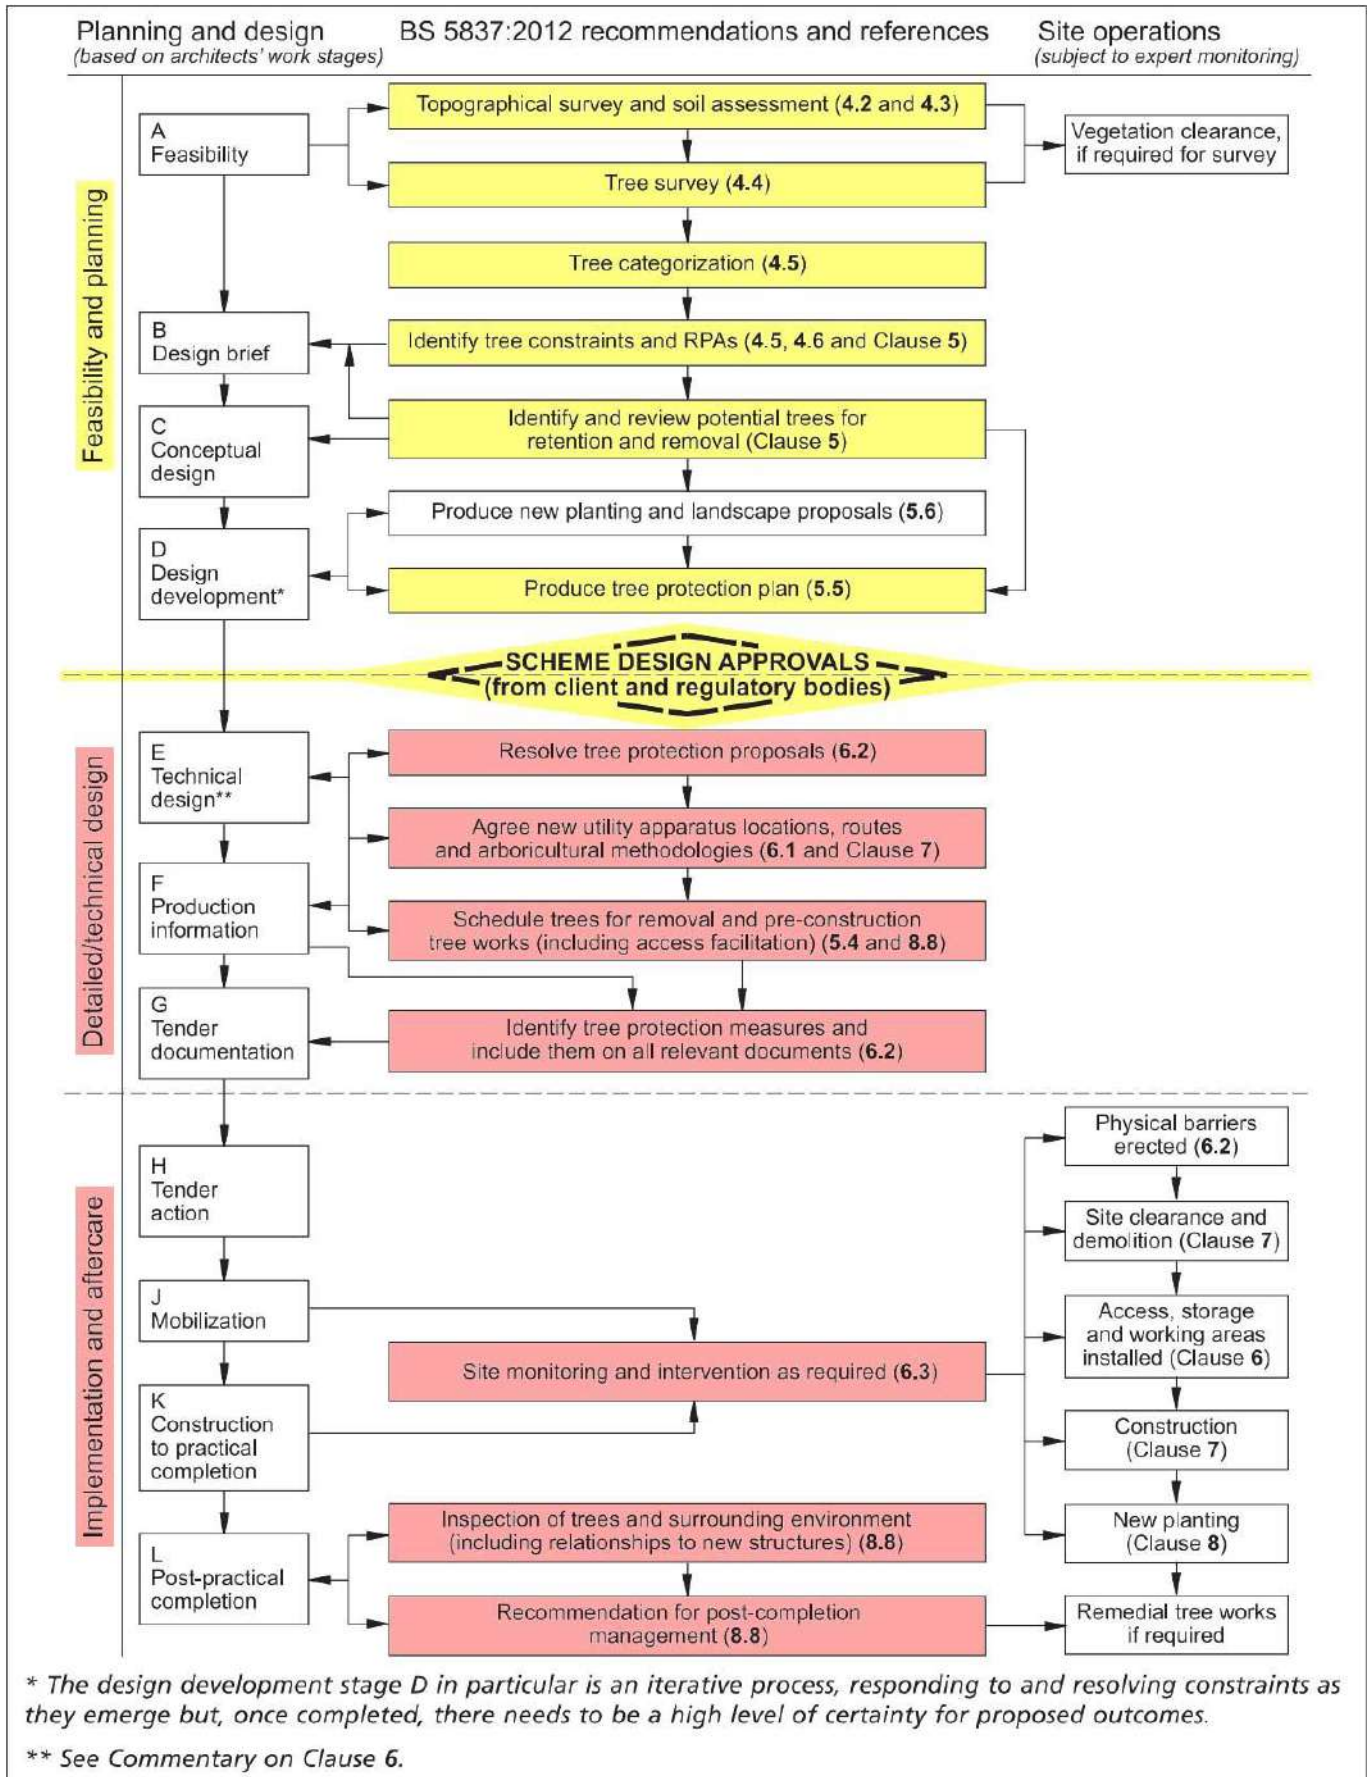 Planning and design
(based on architects' work stages)
BS 5837:2012 recommendations and references
Site operations
(subject to expert monitoring)
Feasibility and planning
A
Feasibility
Topographical survey and soil assessment (4.2 and 4.3)
Vegetation clearance,
if required for survey
Tree survey (4.4)
Tree categorization (4.5)
B
Design brief
Identify tree constraints and RPAs (4.5, 4.6 and Clause 5)
C
Conceptual
design
Identify and review potential trees for
retention and removal (Clause 5)
Produce new planting and landscape proposals (5.6)
D
Design
development*
Produce tree protection plan (5.5)
SCHEME DESIGN APPROVALS
(from client and regulatory bodies)
Detailed/technical design
E
Technical
design**
Resolve tree protection proposals (6.2)
Agree new utility apparatus locations, routes
and arboricultural methodologies (6.1 and Clause 7)
F
Production
information
Schedule trees for removal and pre-construction
tree works (including access facilitation) (5.4 and 8.8)
G
Tender
documentation
Identify tree protection measures and
include them on all relevant documents (6.2)
Implementation and aftercare
H
Tender
action
Physical barriers
erected (6.2)
Site clearance and
demolition (Clause 7)
J
Mobilization
Access, storage
and working areas
installed (Clause 6)
Site monitoring and intervention as required (6.3)
K
Construction
to practical
completion
Construction
(Clause 7)
Inspection of trees and surrounding environment
(including relationships to new structures) (8.8)
New planting
(Clause 8)
L
Post-practical
completion
Recommendation for post-completion
management (8.8)
Remedial tree works
if required
* The design development stage D in particular is an iterative process, responding to and resolving constraints as
they emerge but, once completed, there needs to be a high level of certainty for proposed outcomes.
** See Commentary on Clause 6.